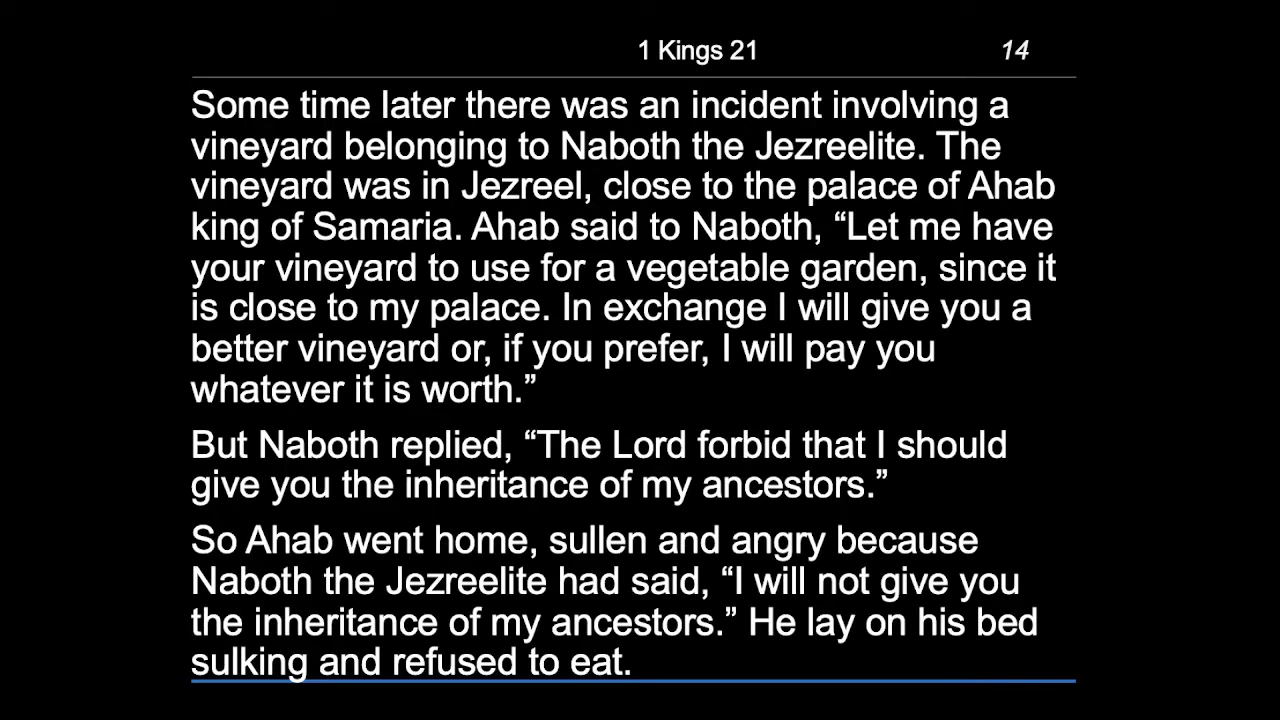 1 Kings 21 14
Some time later there was an incident involving a
vineyard belonging to Naboth the Jezreelite. The
vineyard was in Jezreel, close to the palace of Ahab
king of Samaria. Ahab said to Naboth, “Let me have
your vineyard to use for a vegetable garden, since it
is close to my palace. In exchange I will give you a
better vineyard or, if you prefer, I will pay you
whatever it is worth.”
But Naboth replied, “The Lord forbid that I should
give you the inheritance of my ancestors.”
So Ahab went home, sullen and angry because
Naboth the Jezreelite had said, “I will not give you
the inheritance of my ancestors.” He lay on his bed
sulking and refused to eat.